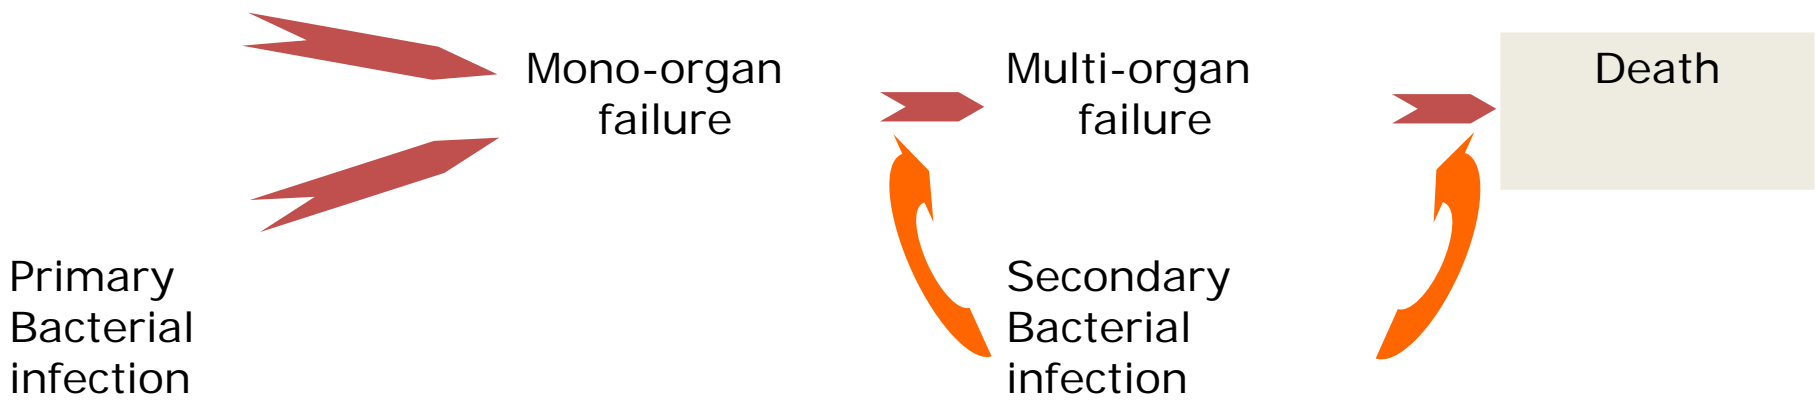 Mono-organ
failure
Multi-organ
failure
Death
Primary
Bacterial
infection
Secondary
Bacterial
infection